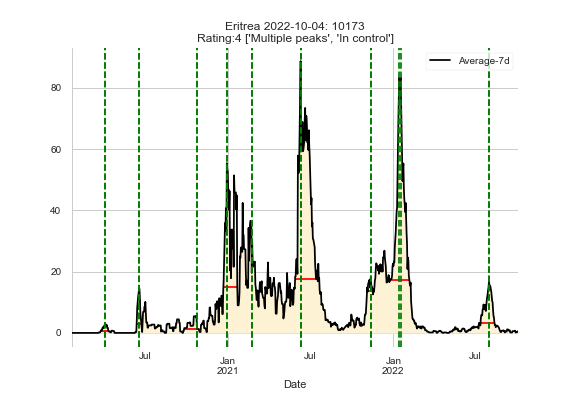 Eritrea 2022-10-04: 10173
Rating:4 ['Multiple peaks', 'In control']
Average-7d
80
60
40
20
0
Jul
Jan
2021
Jul
Jan
2022
Jul
Date